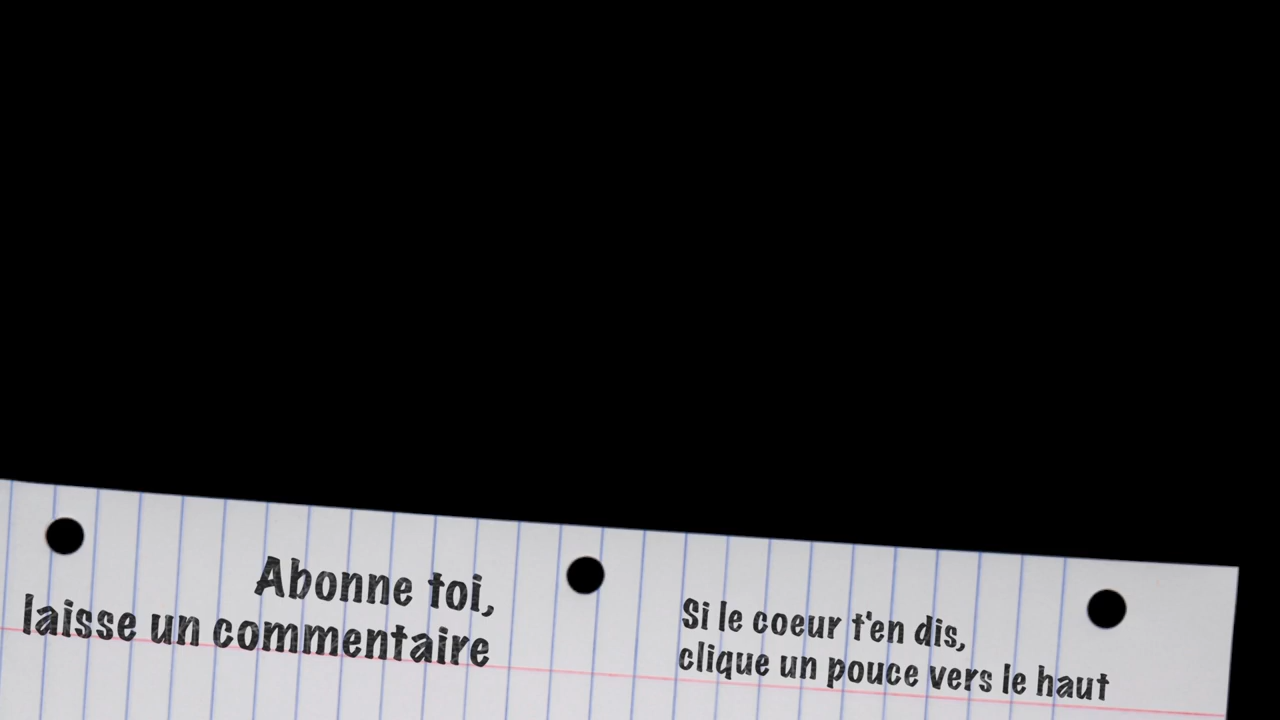 Abonne toi,
laisse un commentaire
Si le coeur t'en dis,
clique un pouce vers le haut